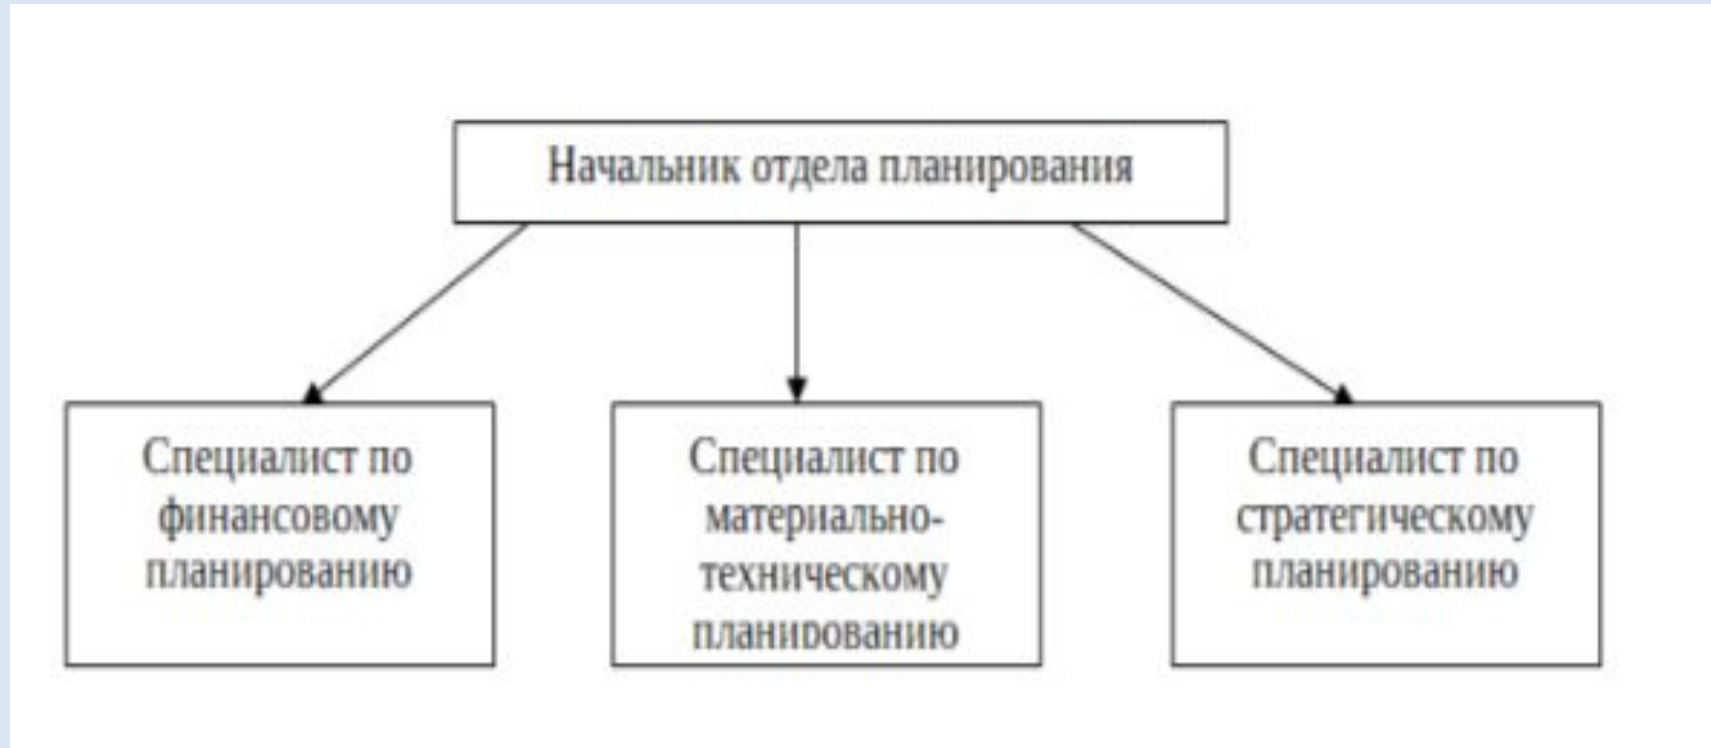 Начальник отдела планирования
Специалист по
финансовому
планированию
Специалист по
материально-
техническому
планированию
Специалист по
стратегическому
планированию